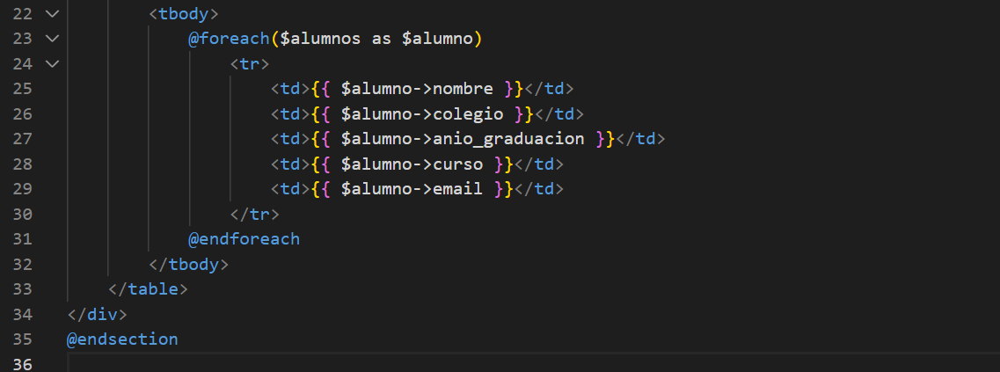 22 <tbody>
23 @foreach($alumnos as $alumno)
24 <tr>
25 <td>{{ $alumno->nombre }}</td>
26 <td>{{ $alumno->colegio }}</td>
27 <td>{{ $alumno->anio_graduacion }}</td>
28 <td>{{ $alumno->curso }}</td>
29 <td>{{ $alumno->email }}</td>
30 </tr>
31 @endforeach
32 </tbody>
33 </table>
34 </div>
35 @endsection
36